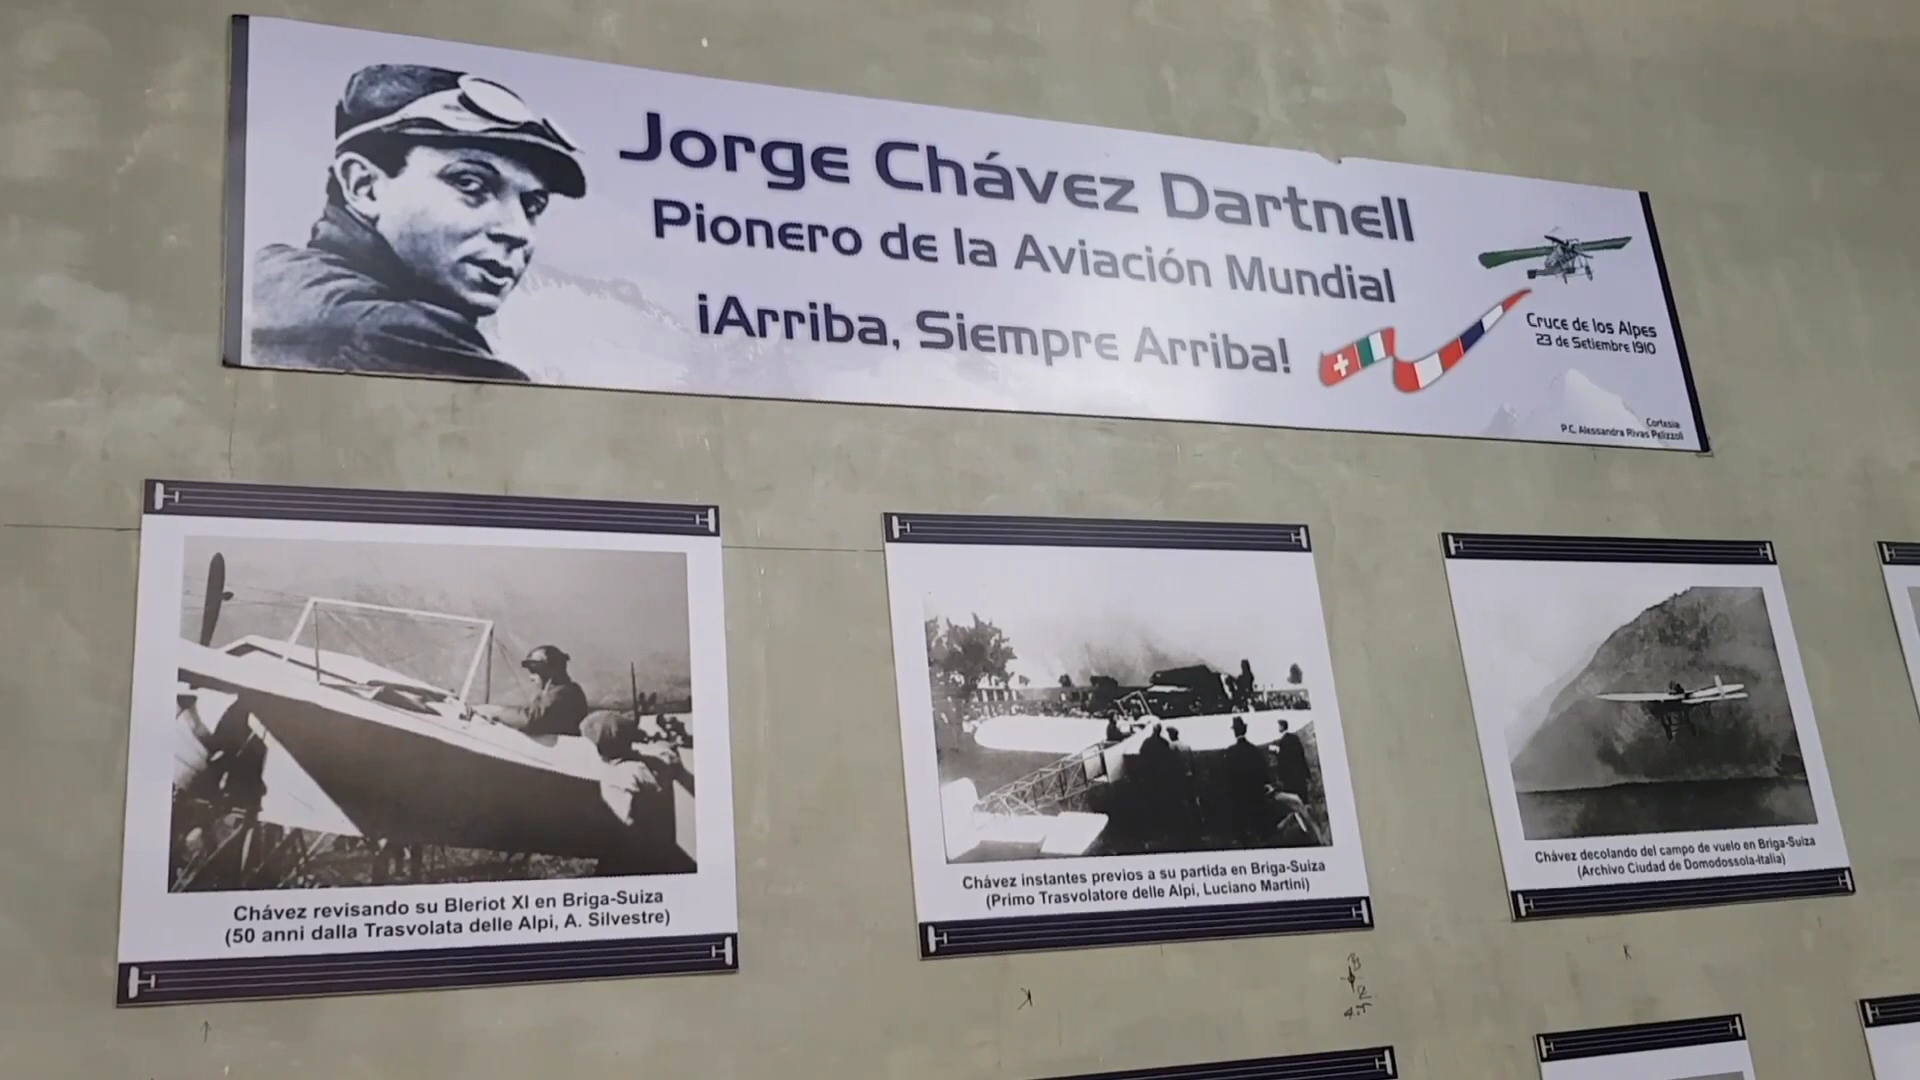 Jorge Chávez Dartnell
Pionero de la Aviación Mundial
¡Arriba, Siempre Arriba!
Cruce de los Alpes
23 de Setiembre 1910
Cortesía
P.C. Alessandra Rivas Pelizzoli
Chávez revisando su Bleriot XI en Briga-Suiza
(50 anni dalla Trasvolata delle Alpi, A. Silvestre)
Chávez instantes previos a su partida en Briga-Suiza
(Primo Trasvolatore delle Alpi, Luciano Martini)
Chávez decolando del campo de vuelo en Briga-Suiza
(Archivo Ciudad de Domodossola-Italia)